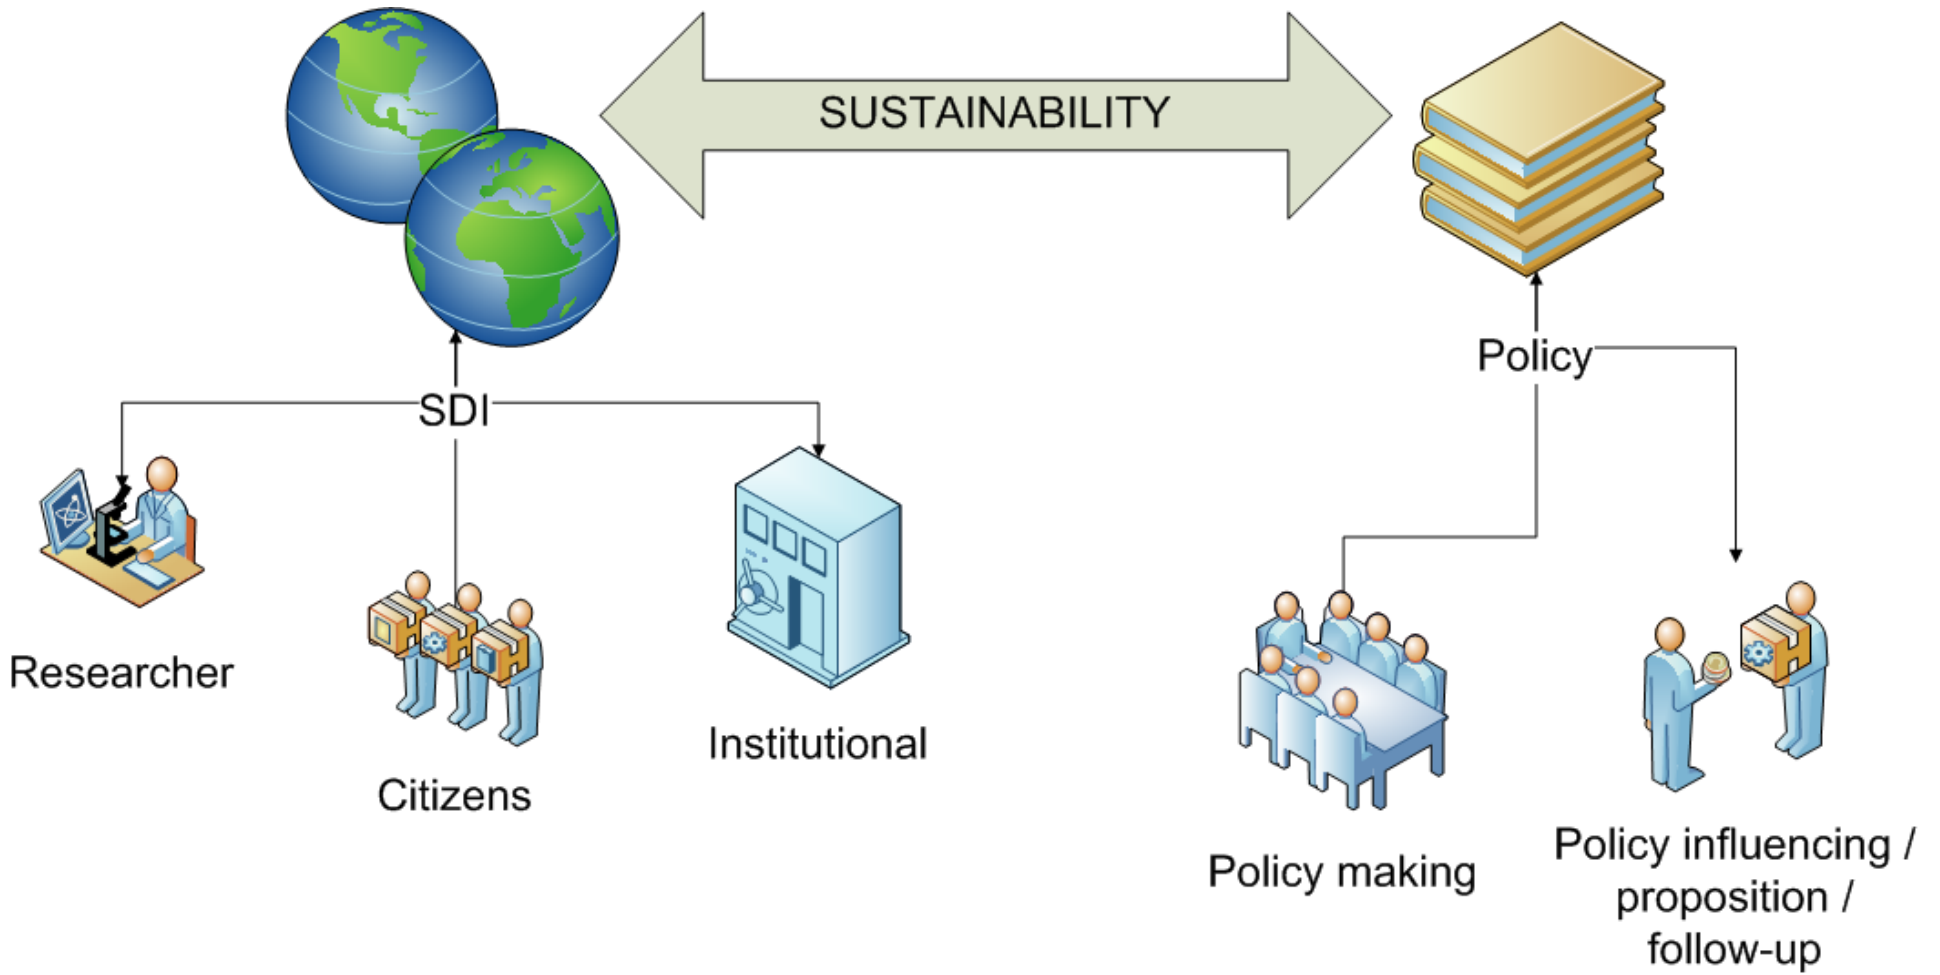 SUSTAINABILITY
SDI
Policy
Researcher
Citizens
Institutional
Policy making
Policy influencing /
proposition /
follow-up